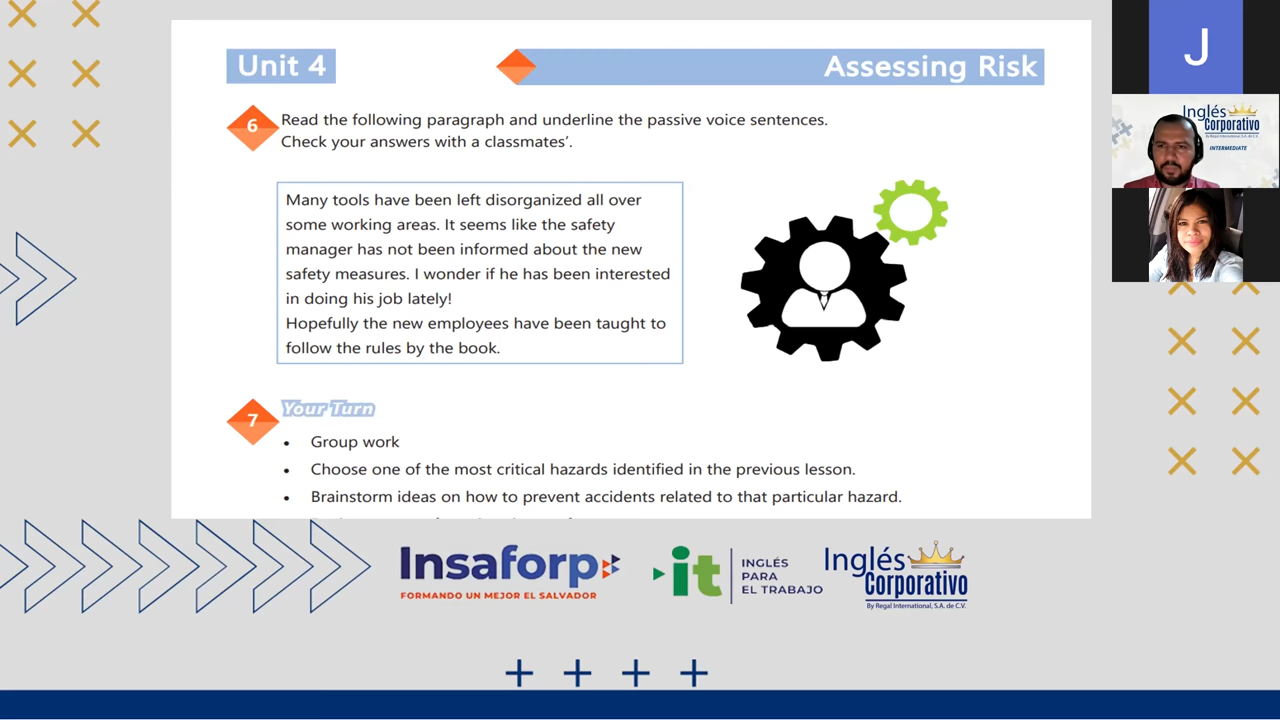 Unit 4
Assessing Risk
6
Read the following paragraph and underline the passive voice sentences.
Check your answers with a classmates'.
Many tools have been left disorganized all over
some working areas. It seems like the safety
manager has not been informed about the new
safety measures. I wonder if he has been interested
in doing his job lately!
Hopefully the new employees have been taught to
follow the rules by the book.
7
Your Turn
• Group work
• Choose one of the most critical hazards identified in the previous lesson.
• Brainstorm ideas on how to prevent accidents related to that particular hazard.
Insaforp
FORMANDO UN MEJOR EL SALVADOR
it
INGLÉS
PARA
EL TRABAJO
Inglés
Corporativo
By Regal International, S.A. de C.V.
J
Inglés
Corporativo
By Regal International, S.A. de C.V.
INTERMEDIATE